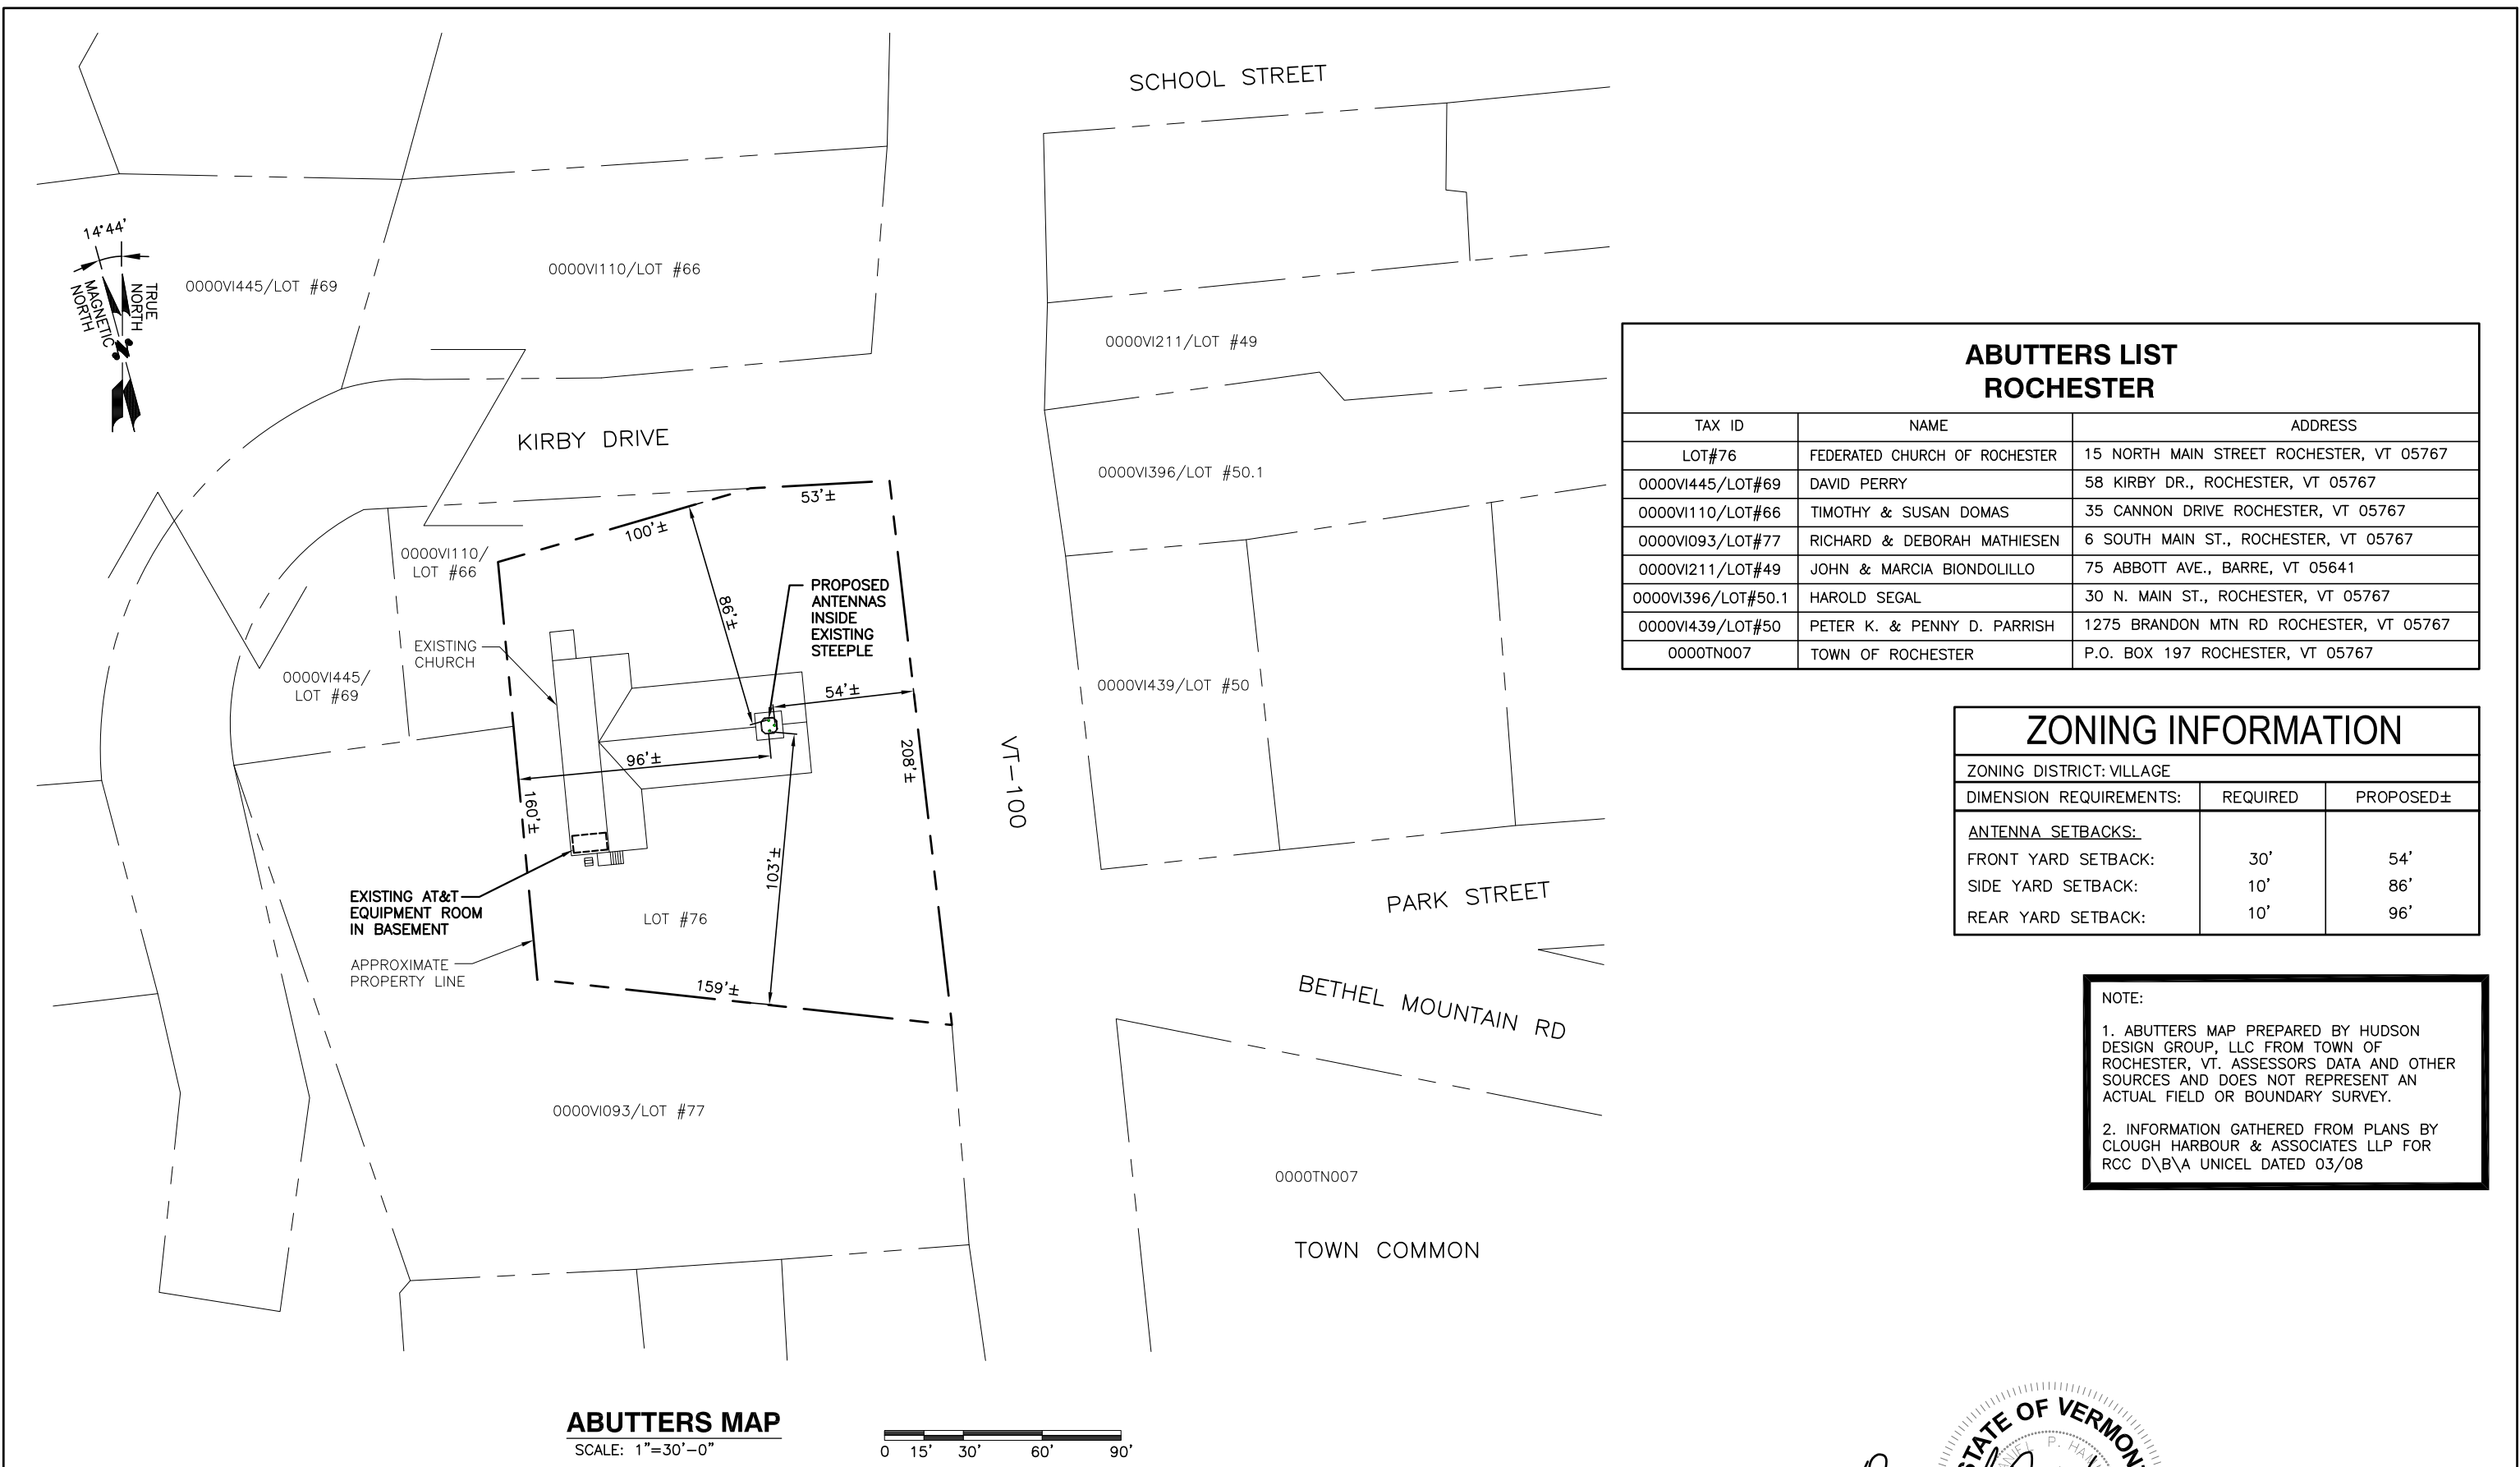 SCHOOL STREET
14°44'
TRUE NORTH
MAGNETIC NORTH
0000VI445/LOT #69
0000VI110/LOT #66
0000VI211/LOT #49
KIRBY DRIVE
0000VI396/LOT #50.1
53'±
100'±
0000VI110/
LOT #66
86'±
PROPOSED
ANTENNAS
INSIDE
EXISTING
STEEPLE
EXISTING
CHURCH
0000VI445/
LOT #69
54'±
0000VI439/LOT #50
96'±
208'±
VT-100
160'±
103'±
EXISTING AT&T
EQUIPMENT ROOM
IN BASEMENT
LOT #76
PARK STREET
APPROXIMATE
PROPERTY LINE
159'±
BETHEL MOUNTAIN RD
0000VI093/LOT #77
0000TN007
TOWN COMMON
ABUTTERS MAP
SCALE: 1"=30'-0"
0 15' 30' 60' 90'
ABUTTERS LIST
ROCHESTER
TAX ID NAME ADDRESS
LOT#76 FEDERATED CHURCH OF ROCHESTER 15 NORTH MAIN STREET ROCHESTER, VT 05767
0000VI445/LOT#69 DAVID PERRY 58 KIRBY DR., ROCHESTER, VT 05767
0000VI110/LOT#66 TIMOTHY & SUSAN DOMAS 35 CANNON DRIVE ROCHESTER, VT 05767
0000VI093/LOT#77 RICHARD & DEBORAH MATHIESEN 6 SOUTH MAIN ST., ROCHESTER, VT 05767
0000VI211/LOT#49 JOHN & MARCIA BIONDOLILLO 75 ABBOTT AVE., BARRE, VT 05641
0000VI396/LOT#50.1 HAROLD SEGAL 30 N. MAIN ST., ROCHESTER, VT 05767
0000VI439/LOT#50 PETER K. & PENNY D. PARRISH 1275 BRANDON MTN RD ROCHESTER, VT 05767
0000TN007 TOWN OF ROCHESTER P.O. BOX 197 ROCHESTER, VT 05767
ZONING INFORMATION
ZONING DISTRICT: VILLAGE
DIMENSION REQUIREMENTS: REQUIRED PROPOSED±
ANTENNA SETBACKS:
FRONT YARD SETBACK: 30' 54'
SIDE YARD SETBACK: 10' 86'
REAR YARD SETBACK: 10' 96'
NOTE:
1. ABUTTERS MAP PREPARED BY HUDSON
DESIGN GROUP, LLC FROM TOWN OF
ROCHESTER, VT. ASSESSORS DATA AND OTHER
SOURCES AND DOES NOT REPRESENT AN
ACTUAL FIELD OR BOUNDARY SURVEY.
2. INFORMATION GATHERED FROM PLANS BY
CLOUGH HARBOUR & ASSOCIATES LLP FOR
RCC D\B\A UNICEL DATED 03/08
STATE OF VERMON